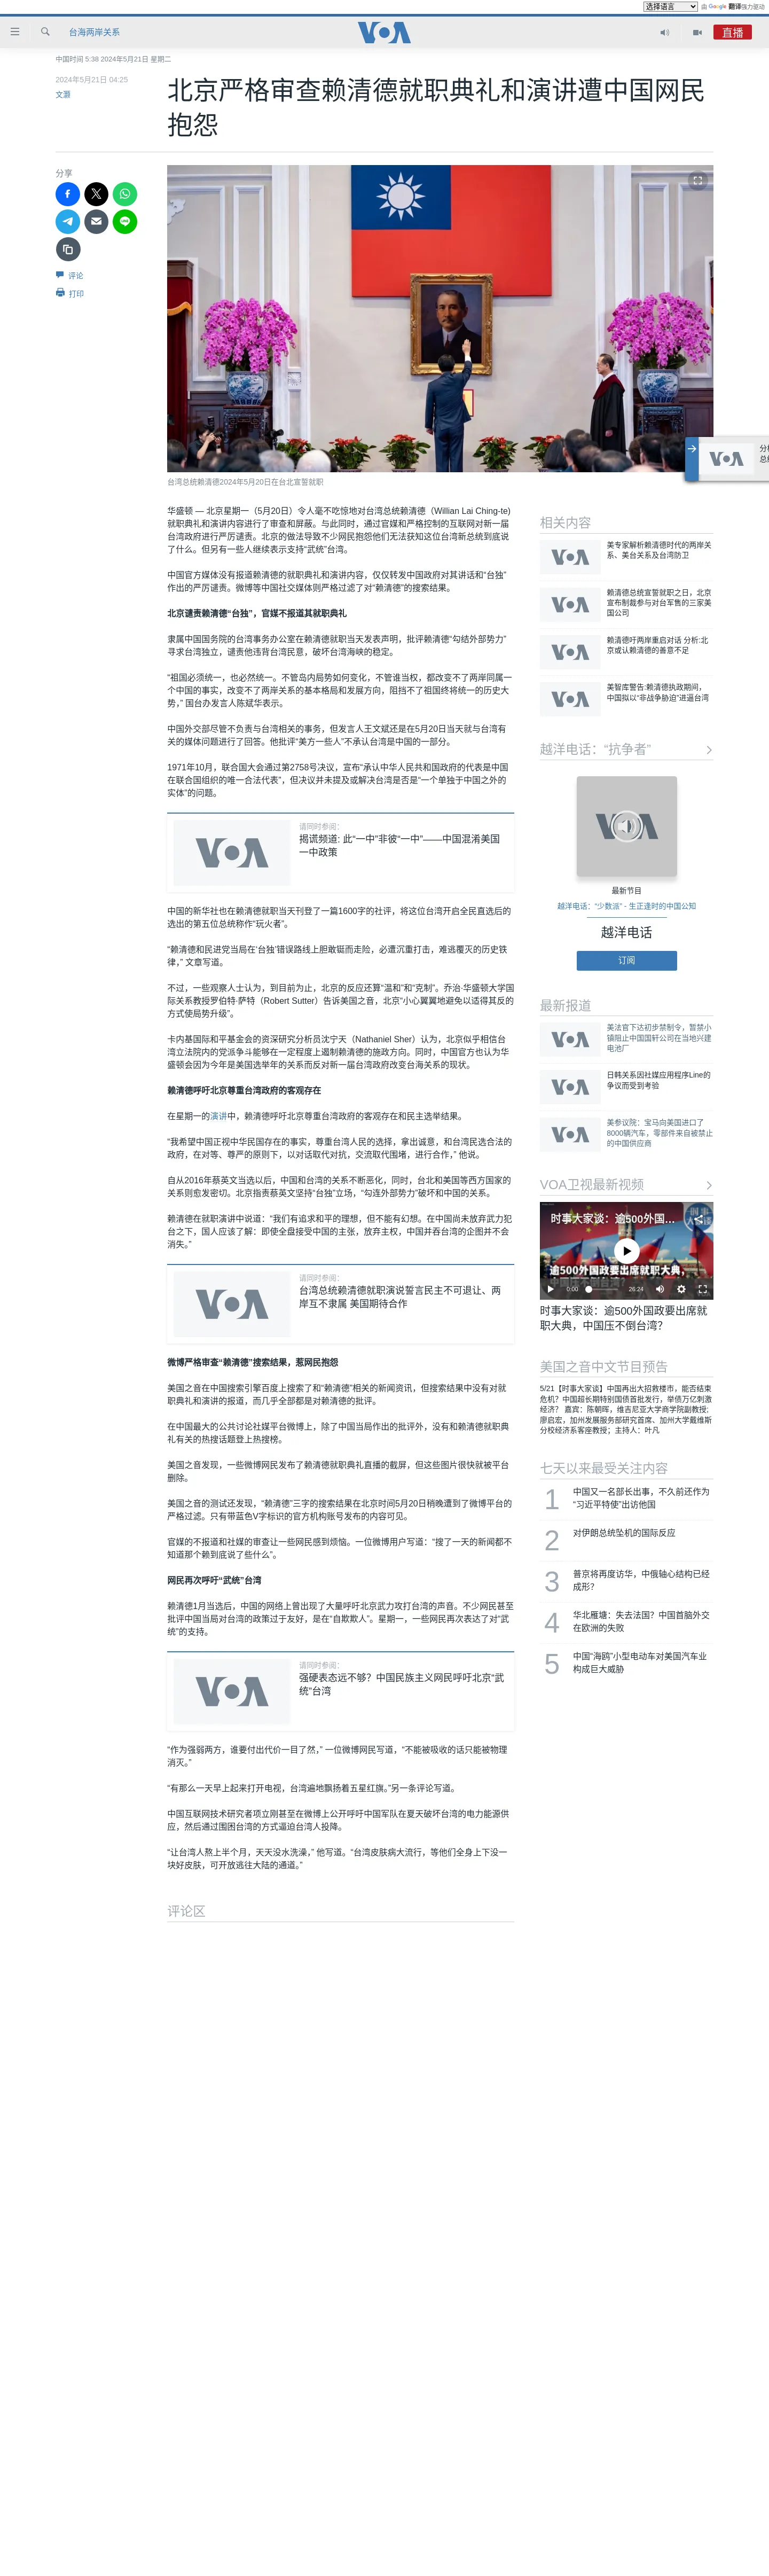 选择语言 由 Google 翻译强力驱动
台海两岸关系
VOA
直播
中国时间 5:38 2024年5月21日 星期二
2024年5月21日 04:25
文灏
北京严格审查赖清德就职典礼和演讲遭中国网民
抱怨
分享
评论
打印
台湾总统赖清德2024年5月20日在台北宣誓就职
华盛顿 — 北京星期一（5月20日）令人毫不吃惊地对台湾总统赖清德（Willian Lai Ching-te)
就职典礼和演讲内容进行了审查和屏蔽。与此同时，通过官媒和严格控制的互联网对新一届
台湾政府进行严厉谴责。北京的做法导致不少网民抱怨他们无法获知这位台湾新总统到底说
了什么。但另有一些人继续表示支持“武统”台湾。
中国官方媒体没有报道赖清德的就职典礼和演讲内容，仅仅转发中国政府对其讲话和“台独”
作出的严厉谴责。微博等中国社交媒体则严格过滤了对“赖清德”的搜索结果。
北京谴责赖清德“台独”，官媒不报道其就职典礼
隶属中国国务院的台湾事务办公室在赖清德就职当天发表声明，批评赖清德“勾结外部势力”
寻求台湾独立，谴责他违背台湾民意，破坏台湾海峡的稳定。
“祖国必须统一，也必然统一。不管岛内局势如何变化，不管谁当权，都改变不了两岸同属一
个中国的事实，改变不了两岸关系的基本格局和发展方向，阻挡不了祖国终将统一的历史大
势，” 国台办发言人陈斌华表示。
中国外交部尽管不负责与台湾相关的事务，但发言人王文斌还是在5月20日当天就与台湾有
关的媒体问题进行了回答。他批评“美方一些人”不承认台湾是中国的一部分。
1971年10月，联合国大会通过第2758号决议，宣布“承认中华人民共和国政府的代表是中国
在联合国组织的唯一合法代表”，但决议并未提及或解决台湾是否是“一个单独于中国之外的
实体”的问题。
VOA
请同时参阅：
揭谎频道: 此“一中”非彼“一中”——中国混淆美国
一中政策
中国的新华社也在赖清德就职当天刊登了一篇1600字的社评，将这位台湾开启全民直选后的
选出的第五位总统称作“玩火者”。
“赖清德和民进党当局在‘台独’错误路线上胆敢铤而走险，必遭沉重打击，难逃覆灭的历史铁
律，” 文章写道。
不过，一些观察人士认为，到目前为止，北京的反应还算“温和”和“克制”。乔治·华盛顿大学国
际关系教授罗伯特·萨特（Robert Sutter）告诉美国之音，北京“小心翼翼地避免以适得其反的
方式使局势升级”。
卡内基国际和平基金会的资深研究分析员沈宁天（Nathaniel Sher）认为，北京似乎相信台
湾立法院内的党派争斗能够在一定程度上遏制赖清德的施政方向。同时，中国官方也认为华
盛顿会因为今年是美国选举年的关系而反对新一届台湾政府改变台海关系的现状。
赖清德呼吁北京尊重台湾政府的客观存在
在星期一的演讲中，赖清德呼吁北京尊重台湾政府的客观存在和民主选举结果。
“我希望中国正视中华民国存在的事实，尊重台湾人民的选择，拿出诚意，和台湾民选合法的
政府，在对等、尊严的原则下，以对话取代对抗，交流取代围堵，进行合作，” 他说。
自从2016年蔡英文当选以后，中国和台湾的关系不断恶化，同时，台北和美国等西方国家的
关系则愈发密切。北京指责蔡英文坚持“台独”立场，“勾连外部势力”破坏和中国的关系。
赖清德在就职演讲中说道：“我们有追求和平的理想，但不能有幻想。在中国尚未放弃武力犯
台之下，国人应该了解：即使全盘接受中国的主张，放弃主权，中国并吞台湾的企图并不会
消失。”
VOA
请同时参阅：
台湾总统赖清德就职演说誓言民主不可退让、两
岸互不隶属 美国期待合作
微博严格审查“赖清德”搜索结果，惹网民抱怨
美国之音在中国搜索引擎百度上搜索了和“赖清德”相关的新闻资讯，但搜索结果中没有对就
职典礼和演讲的报道，而几乎全部都是对赖清德的批评。
在中国最大的公共讨论社媒平台微博上，除了中国当局作出的批评外，没有和赖清德就职典
礼有关的热搜话题登上热搜榜。
美国之音发现，一些微博网民发布了赖清德就职典礼直播的截屏，但这些图片很快就被平台
删除。
美国之音的测试还发现，“赖清德”三字的搜索结果在北京时间5月20日稍晚遭到了微博平台的
严格过滤。只有带蓝色V字标识的官方机构账号发布的内容可见。
官媒的不报道和社媒的审查让一些网民感到烦恼。一位微博用户写道：“搜了一天的新闻都不
知道那个赖到底说了些什么”。
网民再次呼吁“武统”台湾
赖清德1月当选后，中国的网络上曾出现了大量呼吁北京武力攻打台湾的声音。不少网民甚至
批评中国当局对台湾的政策过于友好，是在“自欺欺人”。星期一，一些网民再次表达了对“武
统”的支持。
VOA
请同时参阅：
强硬表态远不够？中国民族主义网民呼吁北京“武
统”台湾
“作为强弱两方，谁要付出代价一目了然，” 一位微博网民写道，“不能被吸收的话只能被物理
消灭。”
“有那么一天早上起来打开电视，台湾遍地飘扬着五星红旗。”另一条评论写道。
中国互联网技术研究者项立刚甚至在微博上公开呼吁中国军队在夏天破坏台湾的电力能源供
应，然后通过围困台湾的方式逼迫台湾人投降。
“让台湾人熬上半个月，天天没水洗澡，” 他写道。“台湾皮肤病大流行，等他们全身上下没一
块好皮肤，可开放逃往大陆的通道。”
评论区
VOA
相关内容
VOA
美专家解析赖清德时代的两岸关
系、美台关系及台湾防卫
VOA
赖清德总统宣誓就职之日，北京
宣布制裁参与对台军售的三家美
国公司
VOA
赖清德吁两岸重启对话 分析:北
京或认赖清德的善意不足
VOA
美智库警告:赖清德执政期间，
中国拟以“非战争胁迫”进逼台湾
越洋电话：“抗争者”
最新节目
越洋电话：“少数派” - 生正逢时的中国公知
越洋电话
订阅
最新报道
VOA
美法官下达初步禁制令，暂禁小
镇阻止中国国轩公司在当地兴建
电池厂
VOA
日韩关系因社媒应用程序Line的
争议而受到考验
VOA
美参议院：宝马向美国进口了
8000辆汽车，零部件来自被禁止
的中国供应商
VOA卫视最新视频
时事大家谈：逾500外国…
逾500外国政要出席就职大典，
0:00 26:24
时事大家谈：逾500外国政要出席就
职大典，中国压不倒台湾？
美国之音中文节目预告
5/21【时事大家谈】中国再出大招救楼市，能否结束
危机？中国超长期特别国债首批发行，举债万亿刺激
经济？ 嘉宾：陈朝晖，维吉尼亚大学商学院副教授;
廖启宏，加州发展服务部研究首席、加州大学戴维斯
分校经济系客座教授；主持人：叶凡
七天以来最受关注内容
1 中国又一名部长出事，不久前还作为
“习近平特使”出访他国
2 对伊朗总统坠机的国际反应
3 普京将再度访华，中俄轴心结构已经
成形？
4 华北雁塘：失去法国？中国首脑外交
在欧洲的失败
5 中国“海鸥”小型电动车对美国汽车业
构成巨大威胁